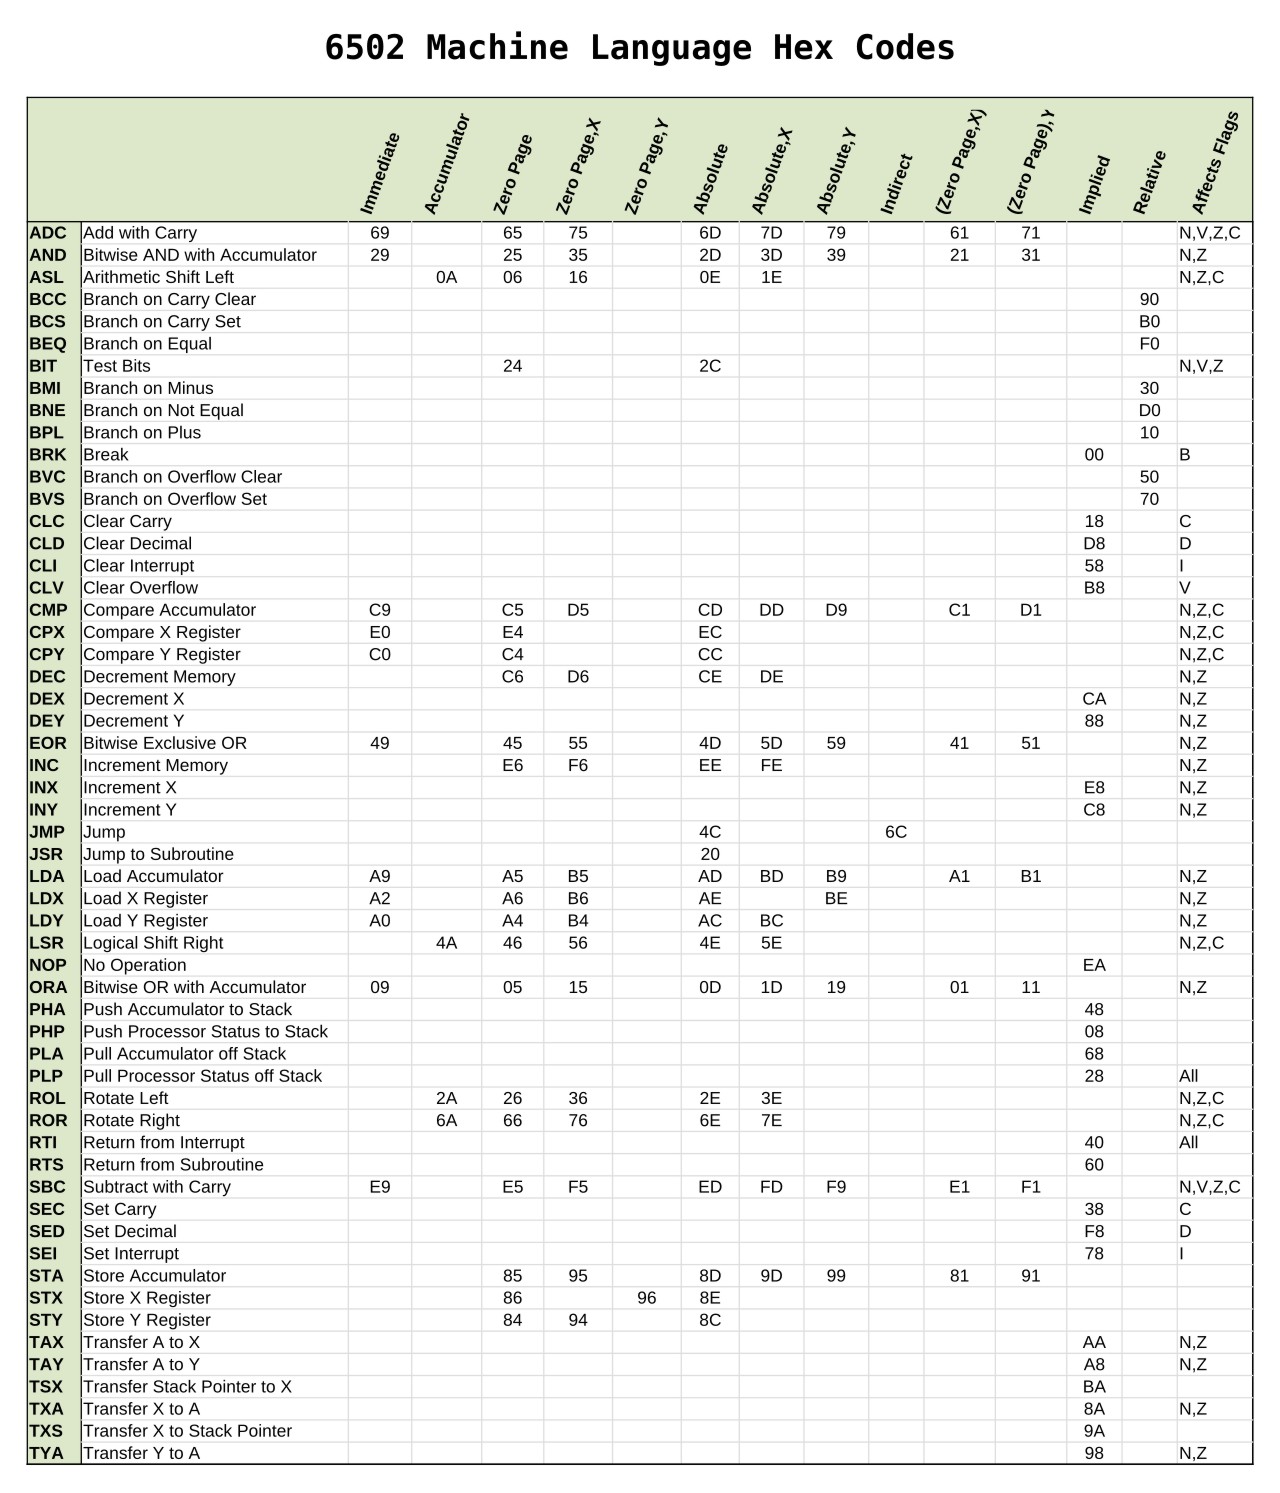 6502 Machine Language Hex Codes
Immediate Accumulator Zero Page Zero Page,X Zero Page,Y Absolute Absolute,X Absolute,Y Indirect (Zero Page,X) (Zero Page),Y Implied Relative Affects Flags
ADC Add with Carry 69 65 75 6D 7D 79 61 71 N,V,Z,C
AND Bitwise AND with Accumulator 29 25 35 2D 3D 39 21 31 N,Z
ASL Arithmetic Shift Left 0A 06 16 0E 1E N,Z,C
BCC Branch on Carry Clear 90
BCS Branch on Carry Set B0
BEQ Branch on Equal F0
BIT Test Bits 24 2C N,V,Z
BMI Branch on Minus 30
BNE Branch on Not Equal D0
BPL Branch on Plus 10
BRK Break 00 B
BVC Branch on Overflow Clear 50
BVS Branch on Overflow Set 70
CLC Clear Carry 18 C
CLD Clear Decimal D8 D
CLI Clear Interrupt 58 I
CLV Clear Overflow B8 V
CMP Compare Accumulator C9 C5 D5 CD DD D9 C1 D1 N,Z,C
CPX Compare X Register E0 E4 EC N,Z,C
CPY Compare Y Register C0 C4 CC N,Z,C
DEC Decrement Memory C6 D6 CE DE N,Z
DEX Decrement X CA N,Z
DEY Decrement Y 88 N,Z
EOR Bitwise Exclusive OR 49 45 55 4D 5D 59 41 51 N,Z
INC Increment Memory E6 F6 EE FE N,Z
INX Increment X E8 N,Z
INY Increment Y C8 N,Z
JMP Jump 4C 6C
JSR Jump to Subroutine 20
LDA Load Accumulator A9 A5 B5 AD BD B9 A1 B1 N,Z
LDX Load X Register A2 A6 B6 AE BE N,Z
LDY Load Y Register A0 A4 B4 AC BC N,Z
LSR Logical Shift Right 4A 46 56 4E 5E N,Z,C
NOP No Operation EA
ORA Bitwise OR with Accumulator 09 05 15 0D 1D 19 01 11 N,Z
PHA Push Accumulator to Stack 48
PHP Push Processor Status to Stack 08
PLA Pull Accumulator off Stack 68
PLP Pull Processor Status off Stack 28 All
ROL Rotate Left 2A 26 36 2E 3E N,Z,C
ROR Rotate Right 6A 66 76 6E 7E N,Z,C
RTI Return from Interrupt 40 All
RTS Return from Subroutine 60
SBC Subtract with Carry E9 E5 F5 ED FD F9 E1 F1 N,V,Z,C
SEC Set Carry 38 C
SED Set Decimal F8 D
SEI Set Interrupt 78 I
STA Store Accumulator 85 95 8D 9D 99 81 91
STX Store X Register 86 96 8E
STY Store Y Register 84 94 8C
TAX Transfer A to X AA N,Z
TAY Transfer A to Y A8 N,Z
TSX Transfer Stack Pointer to X BA
TXA Transfer X to A 8A N,Z
TXS Transfer X to Stack Pointer 9A
TYA Transfer Y to A 98 N,Z